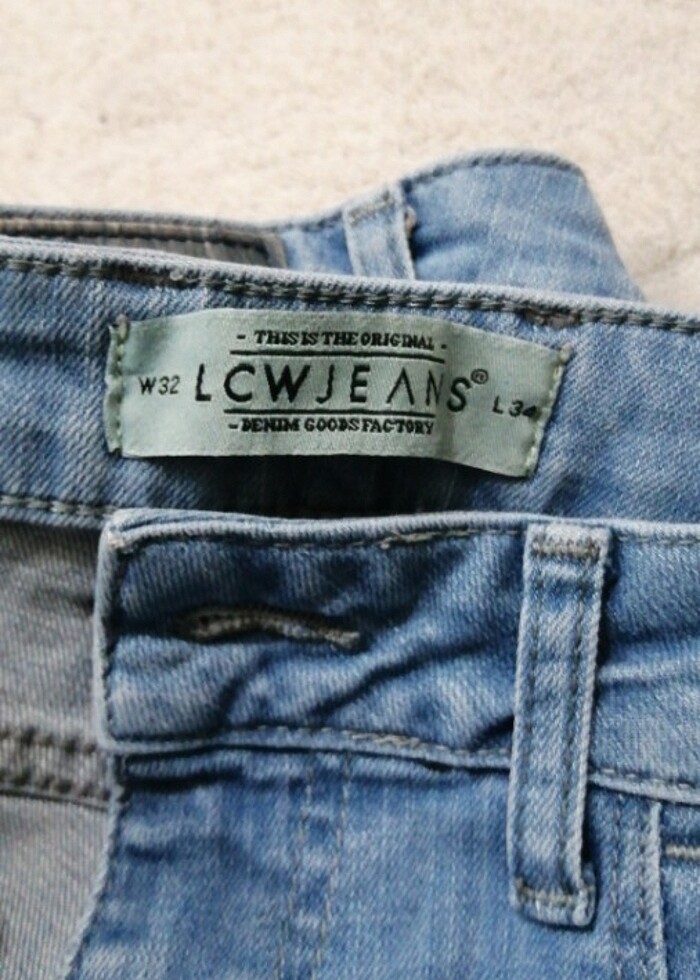 - THIS IS THE ORIGINAL -
W32 LCWJEANS® L34
- DENIM GOODS FACTORY